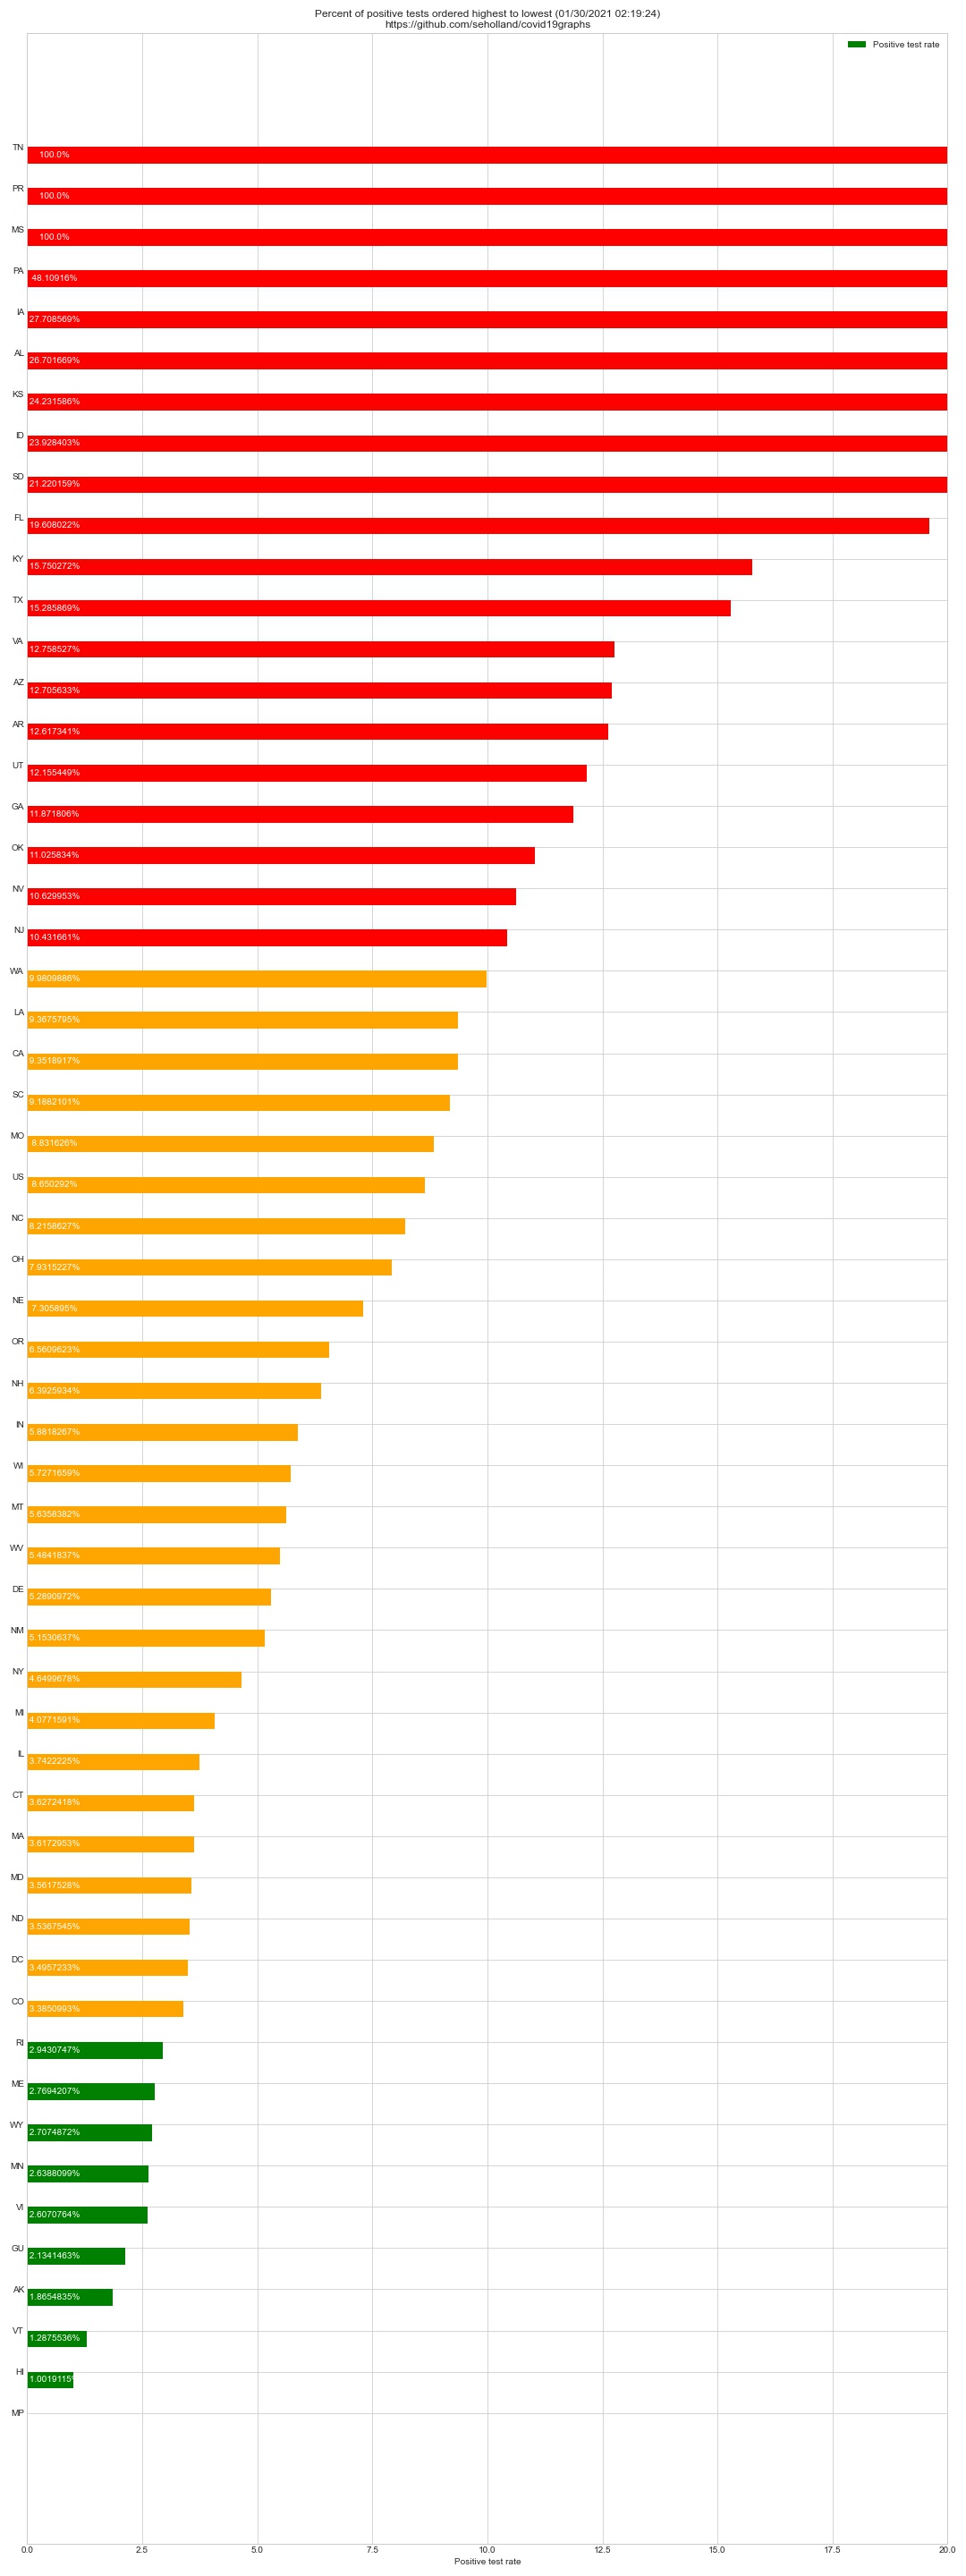 Percent of positive tests ordered highest to lowest (01/30/2021 02:19:24)
https://github.com/seholland/covid19graphs
Positive test rate
TN 100.0%
PR 100.0%
MS 100.0%
PA 48.10916%
IA 27.708569%
AL 26.701669%
KS 24.231586%
ID 23.928403%
SD 21.220159%
FL 19.608022%
KY 15.750272%
TX 15.285869%
VA 12.758527%
AZ 12.705633%
AR 12.617341%
UT 12.155449%
GA 11.871806%
OK 11.025834%
NV 10.629953%
NJ 10.431661%
WA 9.9809886%
LA 9.3675795%
CA 9.3518917%
SC 9.1882101%
MO 8.831626%
US 8.650292%
NC 8.2158627%
OH 7.9315227%
NE 7.305895%
OR 6.5609623%
NH 6.3925934%
IN 5.8818267%
WI 5.7271659%
MT 5.6358382%
WV 5.4841837%
DE 5.2890972%
NM 5.1530637%
NY 4.6499678%
MI 4.0771591%
IL 3.7422225%
CT 3.6272418%
MA 3.6172953%
MD 3.5617528%
ND 3.5367545%
DC 3.4957233%
CO 3.3850993%
RI 2.9430747%
ME 2.7694207%
WY 2.7074872%
MN 2.6388099%
VI 2.6070764%
GU 2.1341463%
AK 1.8654835%
VT 1.2875536%
HI 1.0019115%
MP
0.0 2.5 5.0 7.5 10.0 12.5 15.0 17.5 20.0
Positive test rate